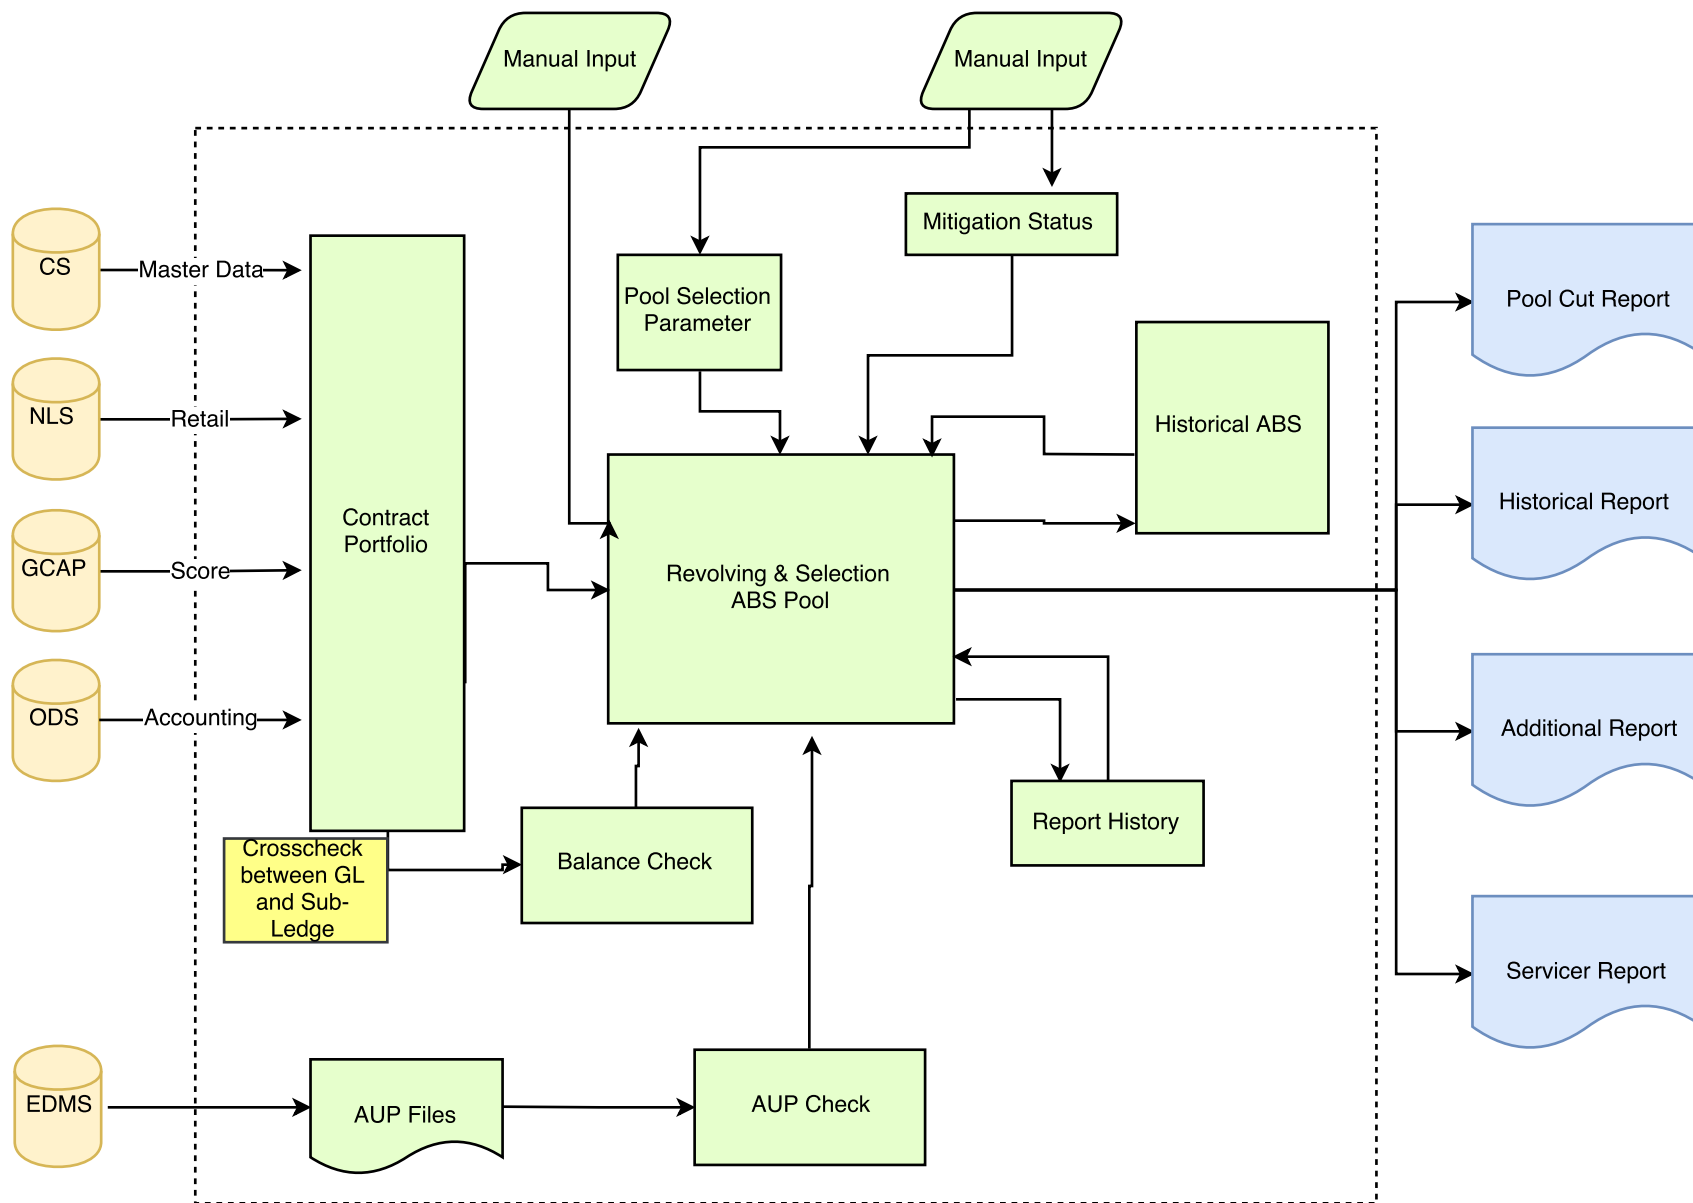 Manual Input
Manual Input
CS
Master Data
Mitigation Status
Pool Selection
Parameter
Pool Cut Report
NLS
Retail
Historical ABS
Historical Report
Contract
Portfolio
GCAP
Score
Revolving & Selection
ABS Pool
ODS
Accounting
Additional Report
Report History
Crosscheck
between GL
and Sub-
Ledge
Balance Check
Servicer Report
EDMS
AUP Files
AUP Check